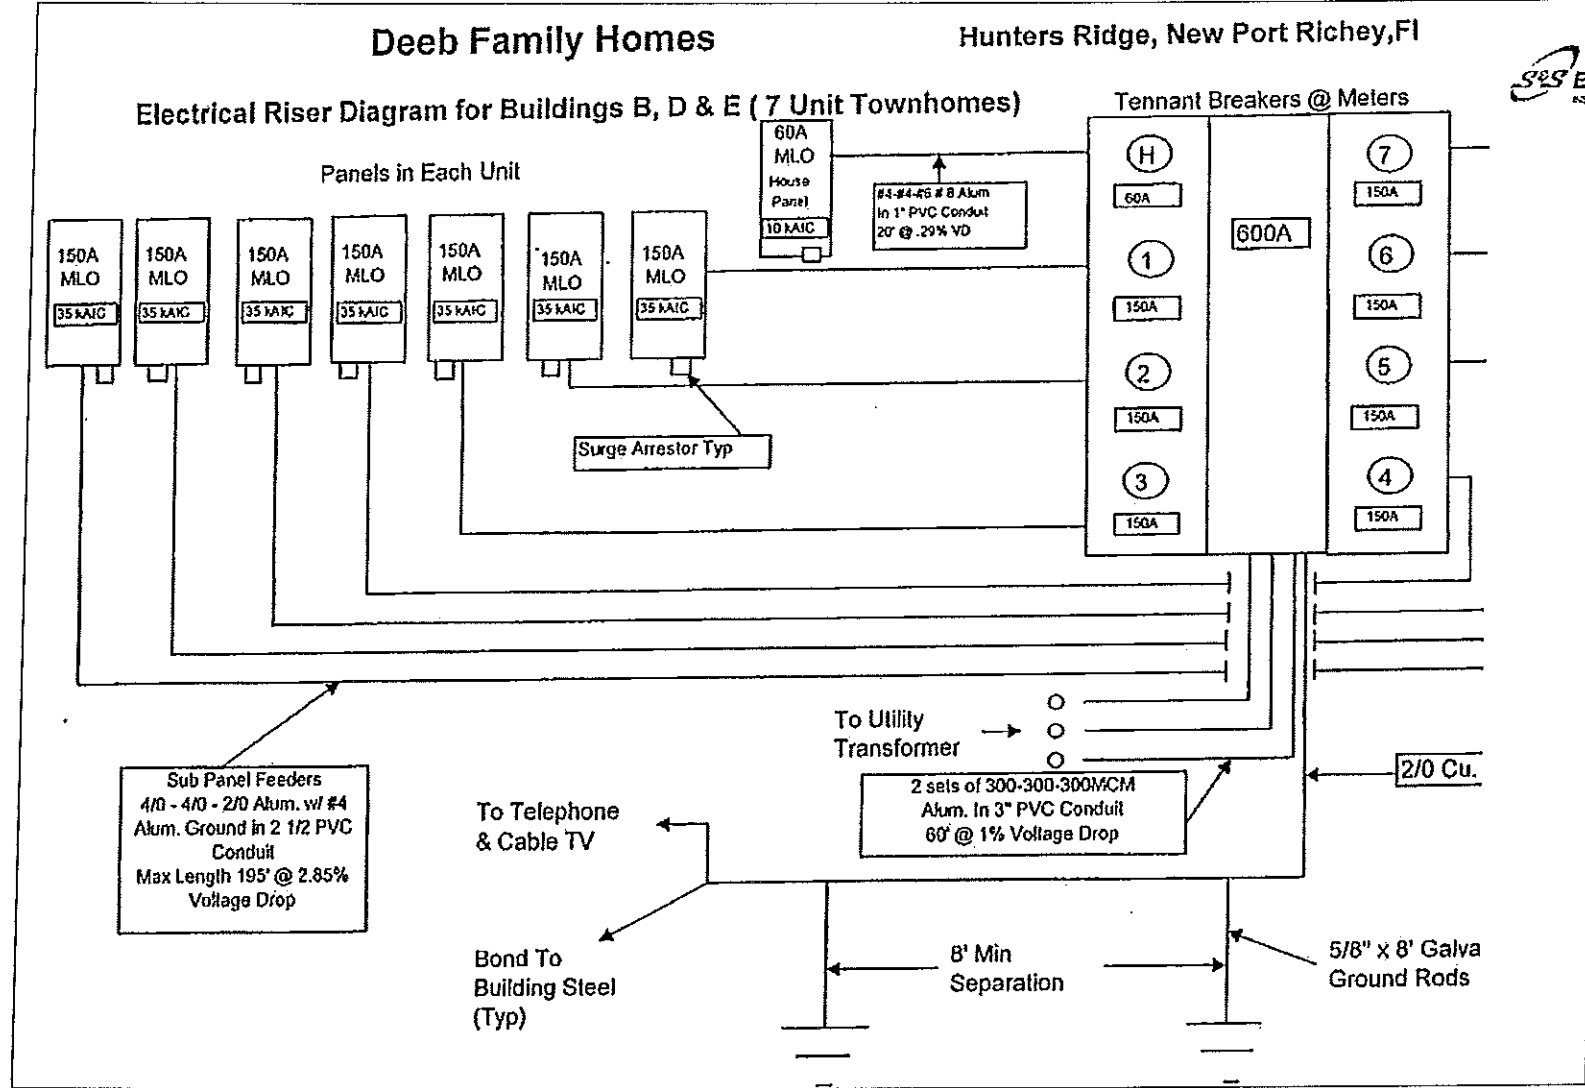 Deeb Family Homes
Hunters Ridge, New Port Richey,Fl
S&S E
Electrical Riser Diagram for Buildings B, D & E ( 7 Unit Townhomes)
Tennant Breakers @ Meters
Panels in Each Unit
60A
MLO
House
Panel
10 kAIC
#4-#4-#6 # 8 Alum
In 1" PVC Conduit
20' @ .29% VD
150A
MLO
35 kAIC
150A
MLO
35 kAIC
150A
MLO
35 kAIC
150A
MLO
35 kAIC
150A
MLO
35 kAIC
150A
MLO
35 kAIC
150A
MLO
35 kAIC
H
60A
1
150A
2
150A
3
150A
600A
7
150A
6
150A
5
150A
4
150A
Surge Arrestor Typ
To Utility
Transformer
2/0 Cu.
Sub Panel Feeders
4/0 - 4/0 - 2/0 Alum. w/ #4
Alum. Ground in 2 1/2 PVC
Conduit
Max Length 195' @ 2.85%
Voltage Drop
2 sets of 300-300-300MCM
Alum. In 3" PVC Conduit
60' @ 1% Voltage Drop
To Telephone
& Cable TV
Bond To
Building Steel
(Typ)
8' Min
Separation
5/8" x 8' Galva
Ground Rods